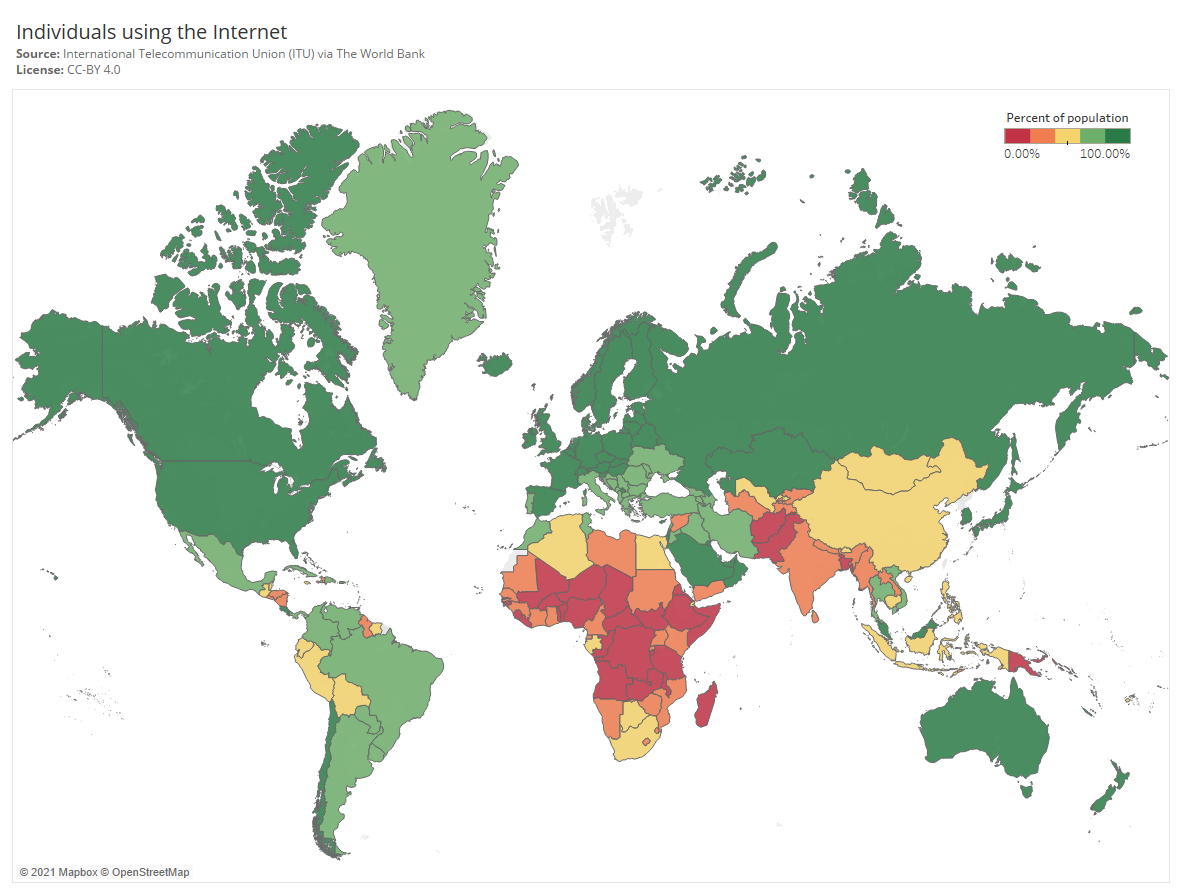 Individuals using the Internet
Source: International Telecommunication Union (ITU) via The World Bank
License: CC-BY 4.0
Percent of population
0.00% 100.00%
© 2021 Mapbox © OpenStreetMap